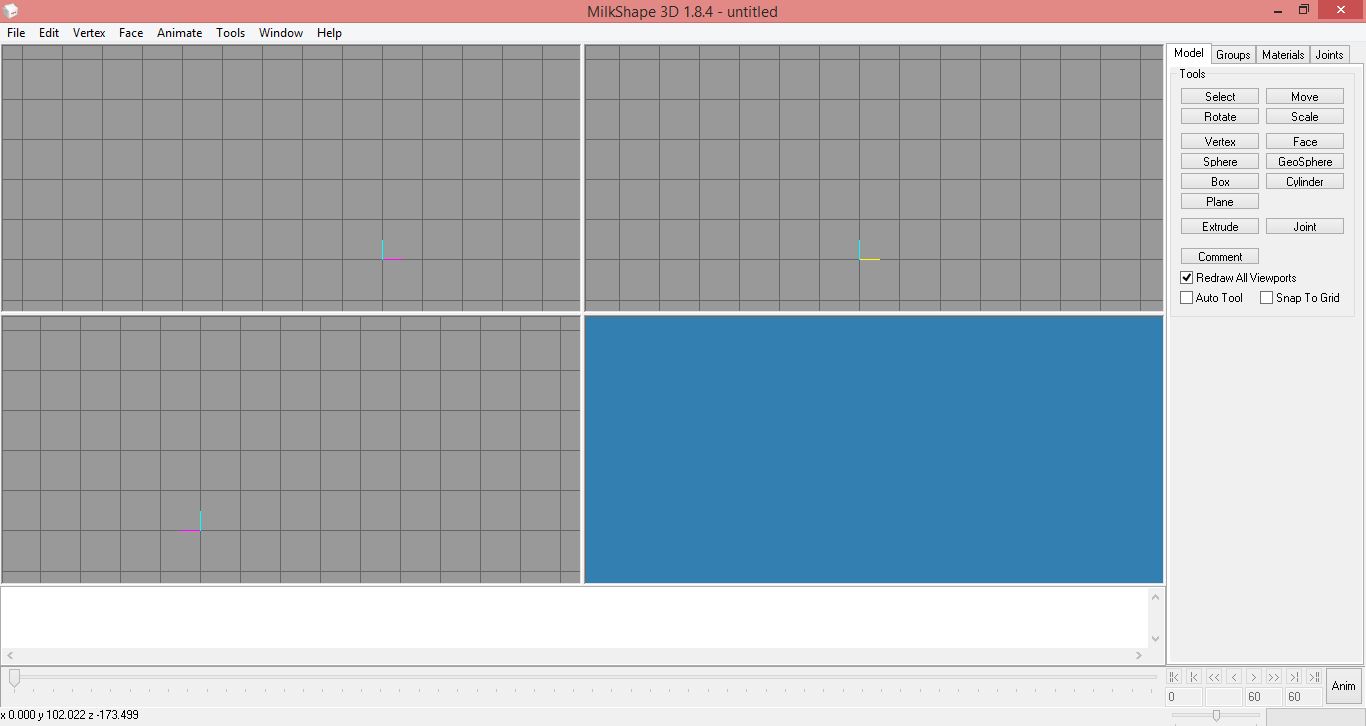 MilkShape 3D 1.8.4 - untitled
File Edit Vertex Face Animate Tools Window Help
Model Groups Materials Joints
Tools
Select Move
Rotate Scale
Vertex Face
Sphere GeoSphere
Box Cylinder
Plane
Extrude Joint
Comment
Redraw All Viewports
Auto Tool Snap To Grid
0 60 60 Anim
x 0.000 y 102.022 z -173.499